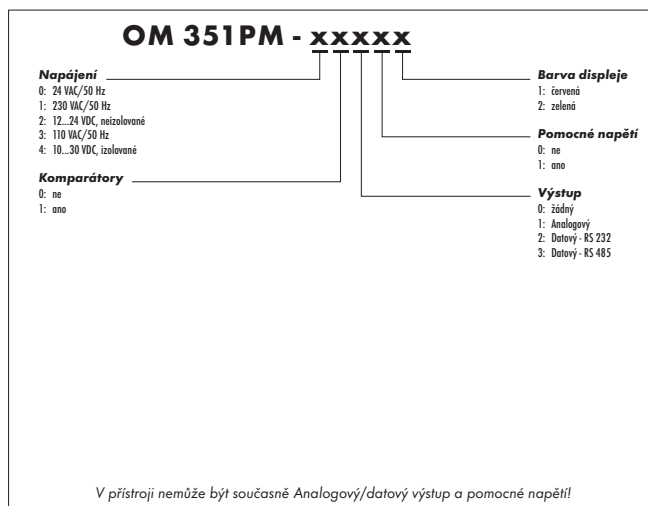 OM 351PM - xxxxx
Napájení
0: 24 VAC/50 Hz
1: 230 VAC/50 Hz
2: 12...24 VDC, neizolované
3: 110 VAC/50 Hz
4: 10...30 VDC, izolované
Komparátory
0: ne
1: ano
Barva displeje
1: červená
2: zelená
Pomocné napětí
0: ne
1: ano
Výstup
0: žádný
1: Analogový
2: Datový - RS 232
3: Datový - RS 485
V přístroji nemůže být současně Analogový/datový výstup a pomocné napětí!